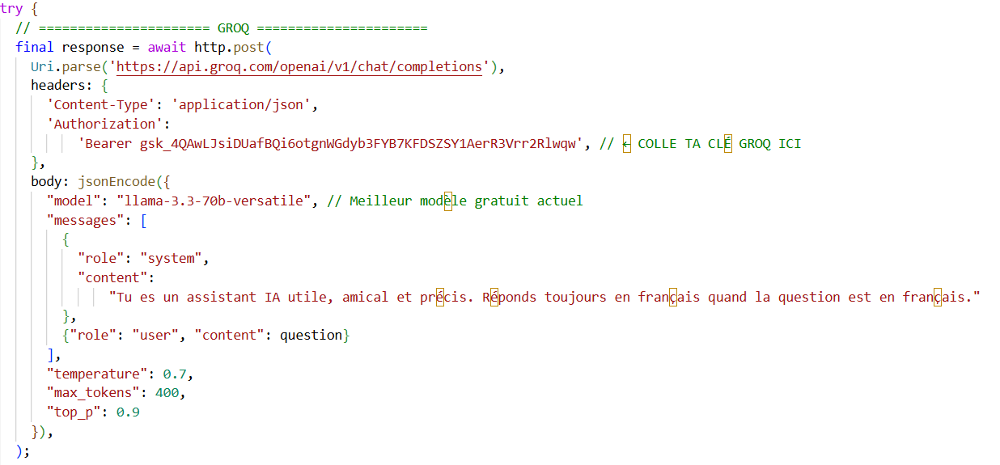 try {
// ====================== GROQ ======================
final response = await http.post(
Uri.parse('https://api.groq.com/openai/v1/chat/completions'),
headers: {
'Content-Type': 'application/json',
'Authorization':
'Bearer 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', // ← COLLE TA CLÉ GROQ ICI
},
body: jsonEncode({
"model": "llama-3.3-70b-versatile", // Meilleur modèle gratuit actuel
"messages": [
{
"role": "system",
"content":
"Tu es un assistant IA utile, amical et précis. Réponds toujours en français quand la question est en français."
},
{"role": "user", "content": question}
],
"temperature": 0.7,
"max_tokens": 400,
"top_p": 0.9
}),
);